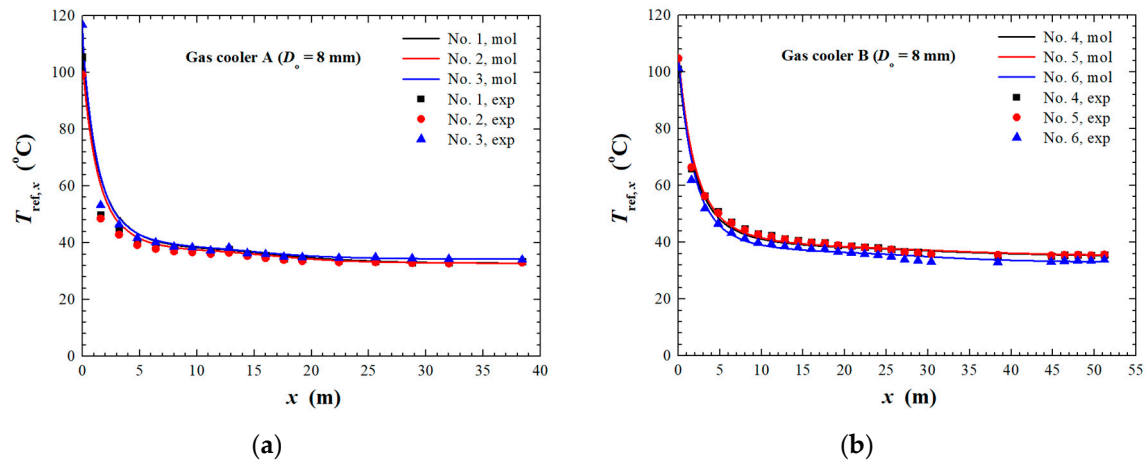 120
100
80
60
40
20
0
T_ref,x (°C)
Gas cooler A (D_o = 8 mm)
No. 1, mol
No. 2, mol
No. 3, mol
No. 1, exp
No. 2, exp
No. 3, exp
0 5 10 15 20 25 30 35 40
x (m)
(a)
120
100
80
60
40
20
0
T_ref,x (°C)
Gas cooler B (D_o = 8 mm)
No. 4, mol
No. 5, mol
No. 6, mol
No. 4, exp
No. 5, exp
No. 6, exp
0 5 10 15 20 25 30 35 40 45 50 55
x (m)
(b)